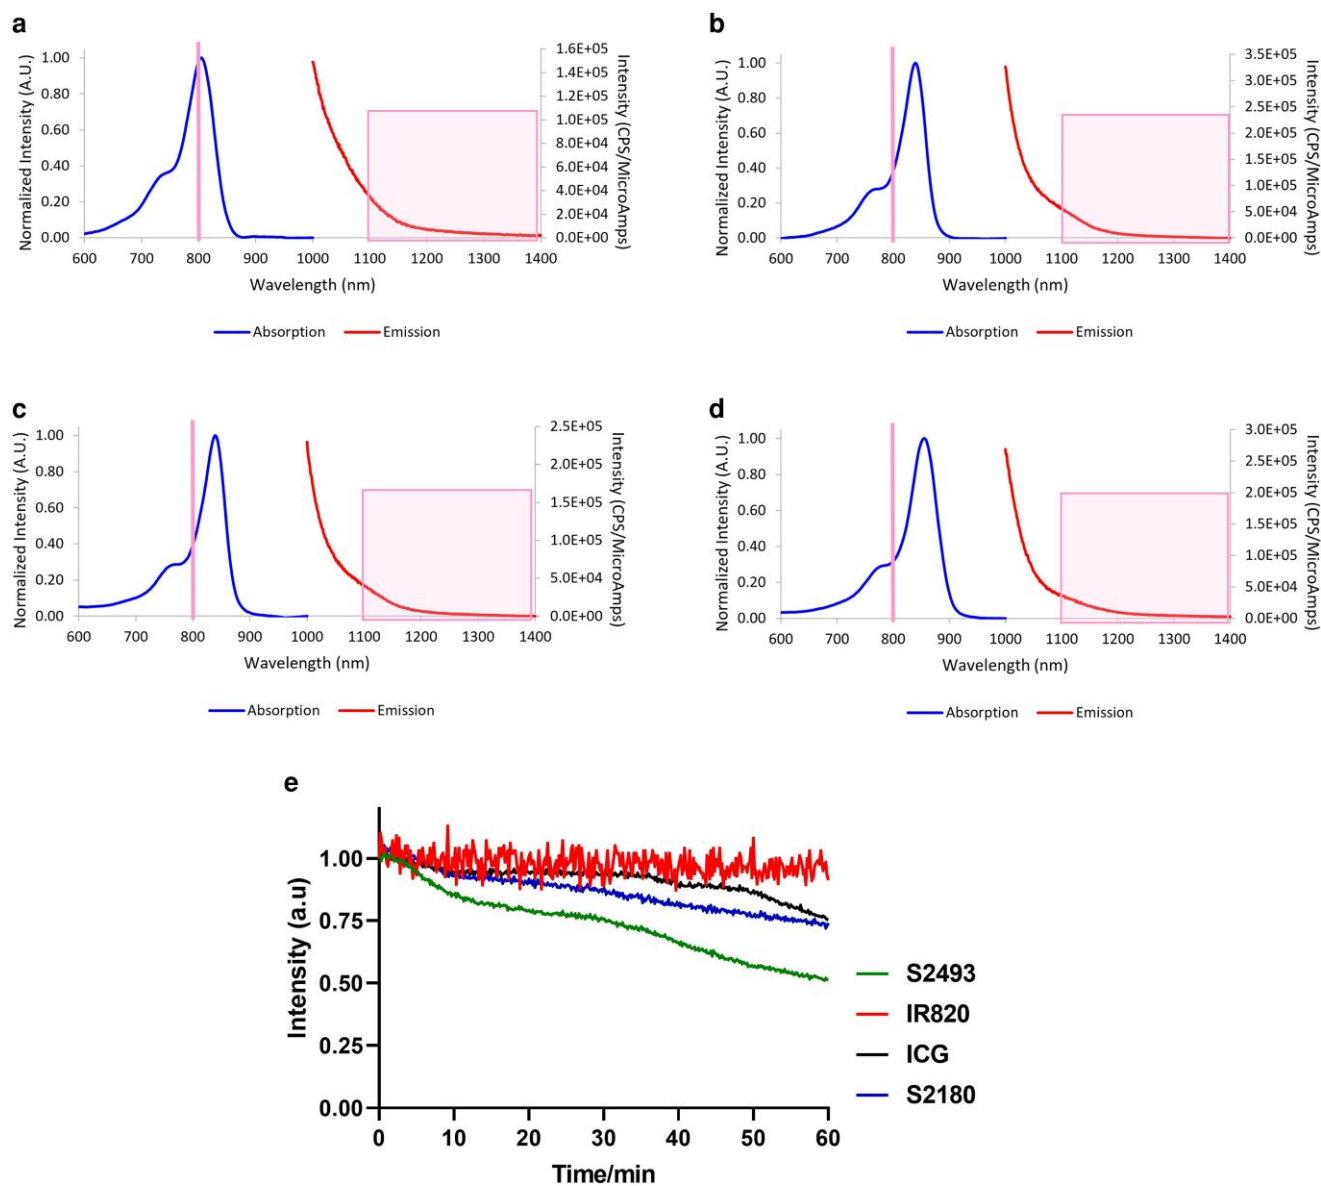 a
b
1.00
0.80
0.60
0.40
0.20
0.00
Normalized Intensity (A.U.)
1.6E+05
1.4E+05
1.2E+05
1.0E+05
8.0E+04
6.0E+04
4.0E+04
2.0E+04
0.0E+00
Intensity (CPS/MicroAmps)
600 700 800 900 1000 1100 1200 1300 1400
Wavelength (nm)
Absorption Emission
1.00
0.80
0.60
0.40
0.20
0.00
Normalized Intensity (A.U.)
3.5E+05
3.0E+05
2.5E+05
2.0E+05
1.5E+05
1.0E+05
5.0E+04
0.0E+00
Intensity (CPS/MicroAmps)
600 700 800 900 1000 1100 1200 1300 1400
Wavelength (nm)
Absorption Emission
c
d
1.00
0.80
0.60
0.40
0.20
0.00
Normalized Intensity (A.U.)
2.5E+05
2.0E+05
1.5E+05
1.0E+05
5.0E+04
0.0E+00
Intensity (CPS/MicroAmps)
600 700 800 900 1000 1100 1200 1300 1400
Wavelength (nm)
Absorption Emission
1.00
0.80
0.60
0.40
0.20
0.00
Normalized Intensity (A.U.)
3.0E+05
2.5E+05
2.0E+05
1.5E+05
1.0E+05
5.0E+04
0.0E+00
Intensity (CPS/MicroAmps)
600 700 800 900 1000 1100 1200 1300 1400
Wavelength (nm)
Absorption Emission
e
1.00
0.75
0.50
0.25
0.00
Intensity (a.u)
0 10 20 30 40 50 60
Time/min
S2493
IR820
ICG
S2180